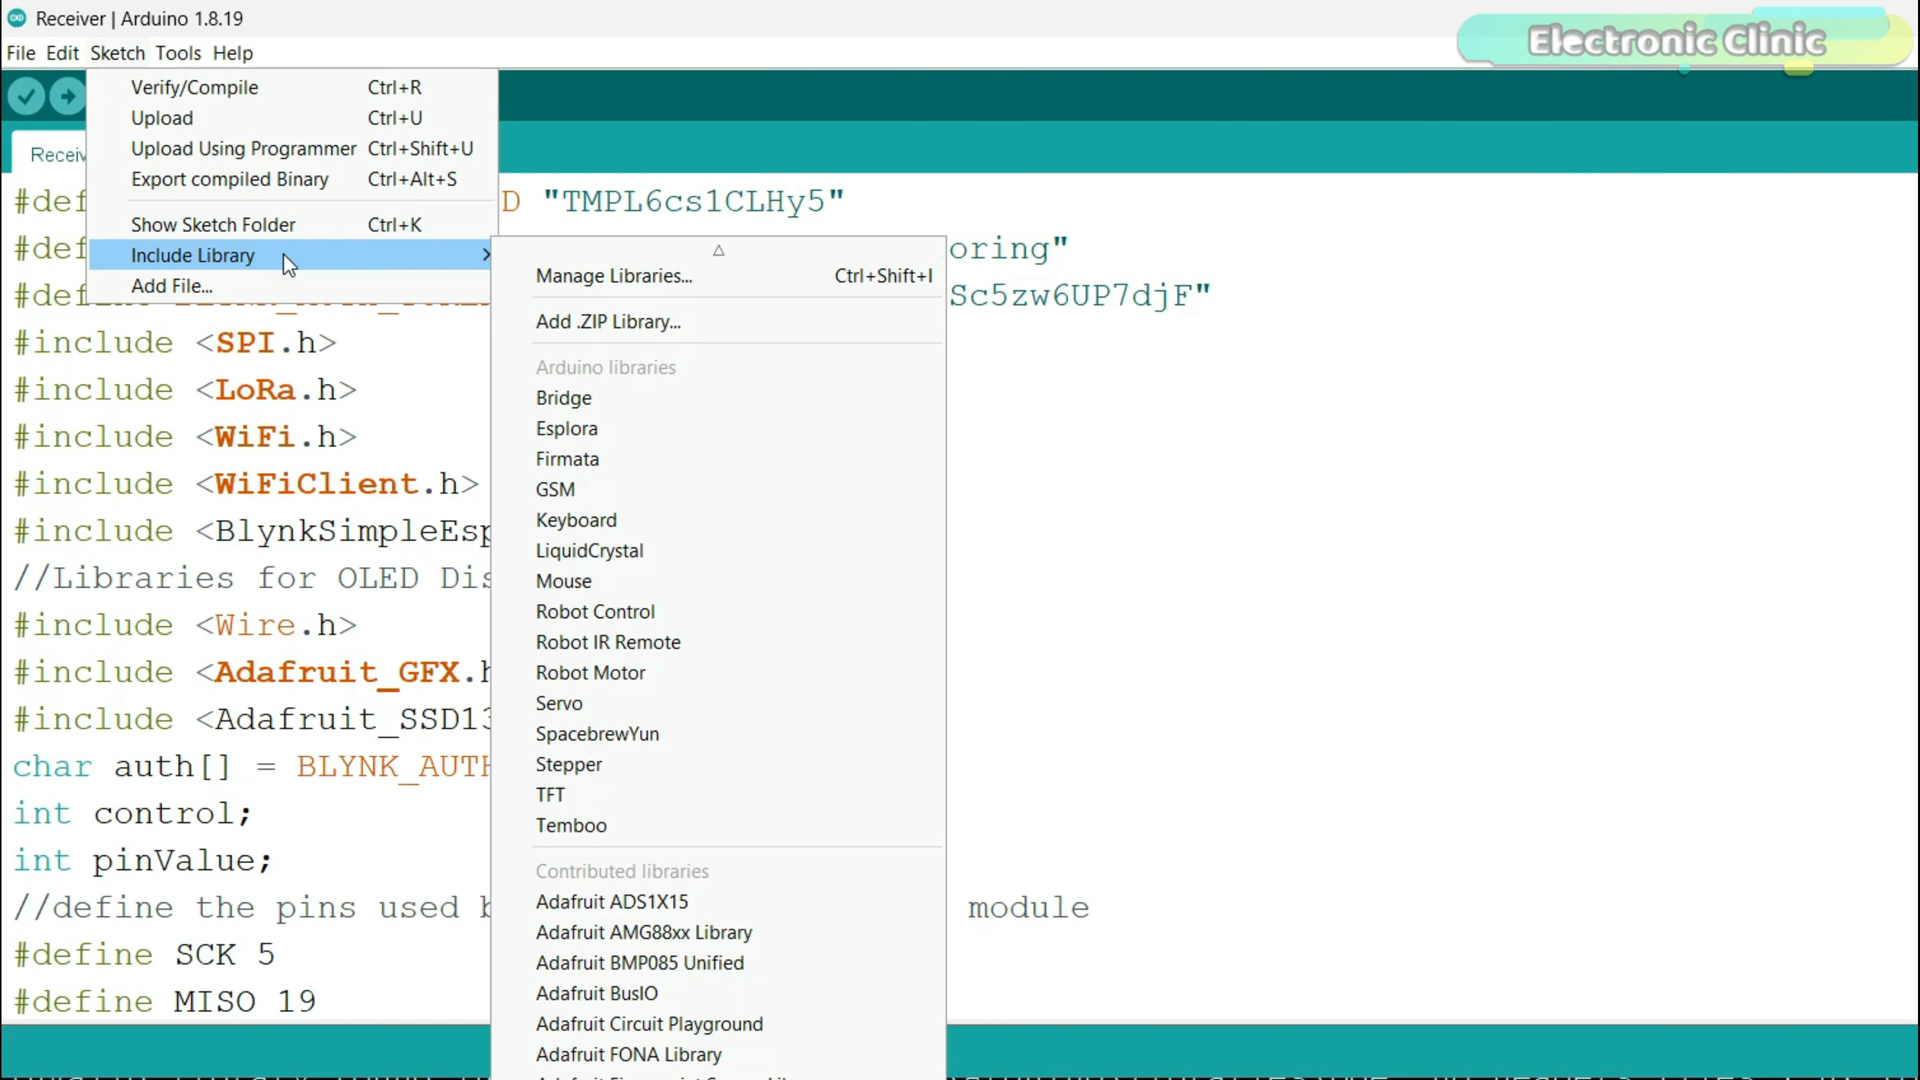 Receiver | Arduino 1.8.19
Electronic Clinic
File Edit Sketch Tools Help
Verify/Compile Ctrl+R
Upload Ctrl+U
Upload Using Programmer Ctrl+Shift+U
Export compiled Binary Ctrl+Alt+S
Show Sketch Folder Ctrl+K
Include Library
Add File...
Receiv
#def D "TMPL6cs1CLHy5"
#def oring"
#define Sc5zw6UP7djF"
#include <SPI.h>
#include <LoRa.h>
#include <WiFi.h>
#include <WiFiClient.h>
#include <BlynkSimpleEsp
//Libraries for OLED Dis
#include <Wire.h>
#include <Adafruit_GFX.h
#include <Adafruit_SSD13
char auth[] = BLYNK_AUTH
int control;
int pinValue;
//define the pins used b module
#define SCK 5
#define MISO 19
Manage Libraries... Ctrl+Shift+I
Add .ZIP Library...
Arduino libraries
Bridge
Esplora
Firmata
GSM
Keyboard
LiquidCrystal
Mouse
Robot Control
Robot IR Remote
Robot Motor
Servo
SpacebrewYun
Stepper
TFT
Temboo
Contributed libraries
Adafruit ADS1X15
Adafruit AMG88xx Library
Adafruit BMP085 Unified
Adafruit BusIO
Adafruit Circuit Playground
Adafruit FONA Library